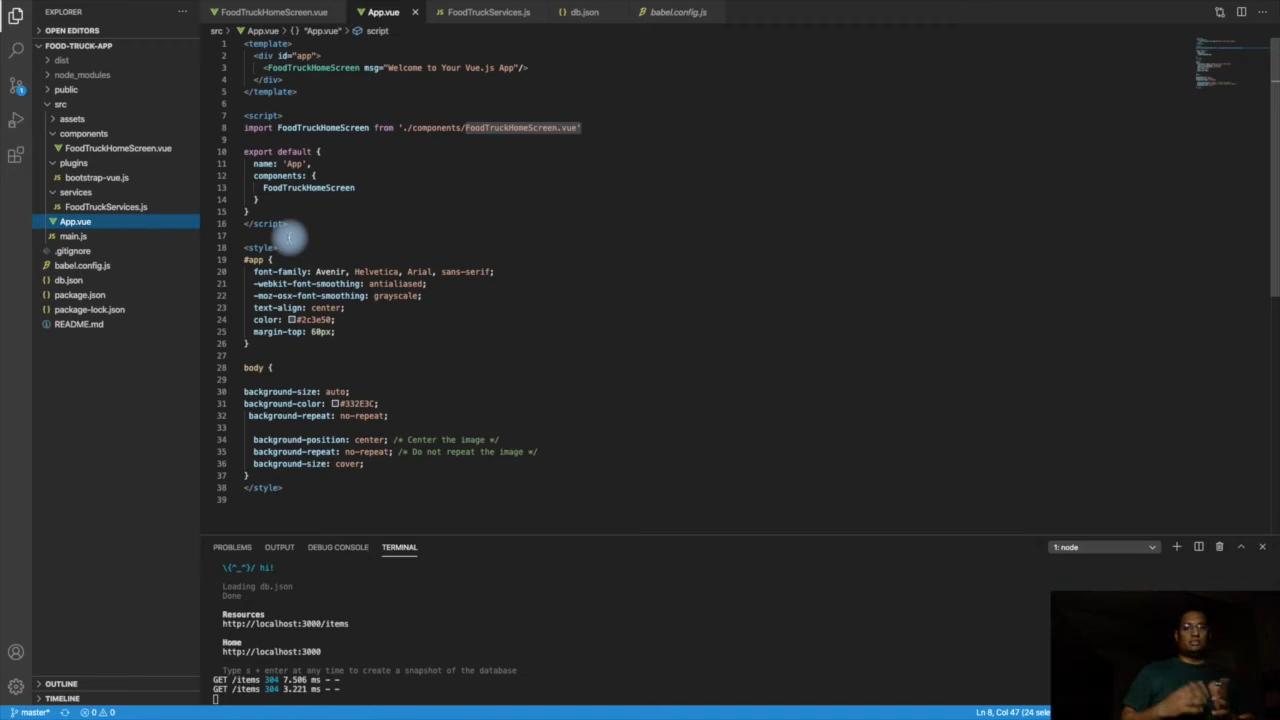 EXPLORER
FoodTruckHomeScreen.vue
App.vue
FoodTruckServices.js
db.json
babel.config.js
OPEN EDITORS
FOOD-TRUCK-APP
dist
node_modules
public
src
assets
components
FoodTruckHomeScreen.vue
plugins
bootstrap-vue.js
services
FoodTruckServices.js
App.vue
main.js
.gitignore
babel.config.js
db.json
package.json
package-lock.json
README.md
OUTLINE
TIMELINE
src > App.vue > {} "App.vue" > script
1 <template>
2 <div id="app">
3 <FoodTruckHomeScreen msg="Welcome to Your Vue.js App"/>
4 </div>
5 </template>
6
7 <script>
8 import FoodTruckHomeScreen from './components/FoodTruckHomeScreen.vue'
9
10 export default {
11 name: 'App',
12 components: {
13 FoodTruckHomeScreen
14 }
15 }
16 </script>
17
18 <style>
19 #app {
20 font-family: Avenir, Helvetica, Arial, sans-serif;
21 -webkit-font-smoothing: antialiased;
22 -moz-osx-font-smoothing: grayscale;
23 text-align: center;
24 color: #2c3e50;
25 margin-top: 60px;
26 }
27
28 body {
29
30 background-size: auto;
31 background-color: #332E3C;
32 background-repeat: no-repeat;
33
34 background-position: center; /* Center the image */
35 background-repeat: no-repeat; /* Do not repeat the image */
36 background-size: cover;
37 }
38 </style>
39
PROBLEMS
OUTPUT
DEBUG CONSOLE
TERMINAL
1: node
\{^_^}/ hi!
Loading db.json
Done
Resources
http://localhost:3000/items
Home
http://localhost:3000
Type s + enter at any time to create a snapshot of the database
GET /items 304 7.506 ms - -
GET /items 304 3.221 ms - -
1
master*
0 0
Ln 8, Col 47 (24 sele